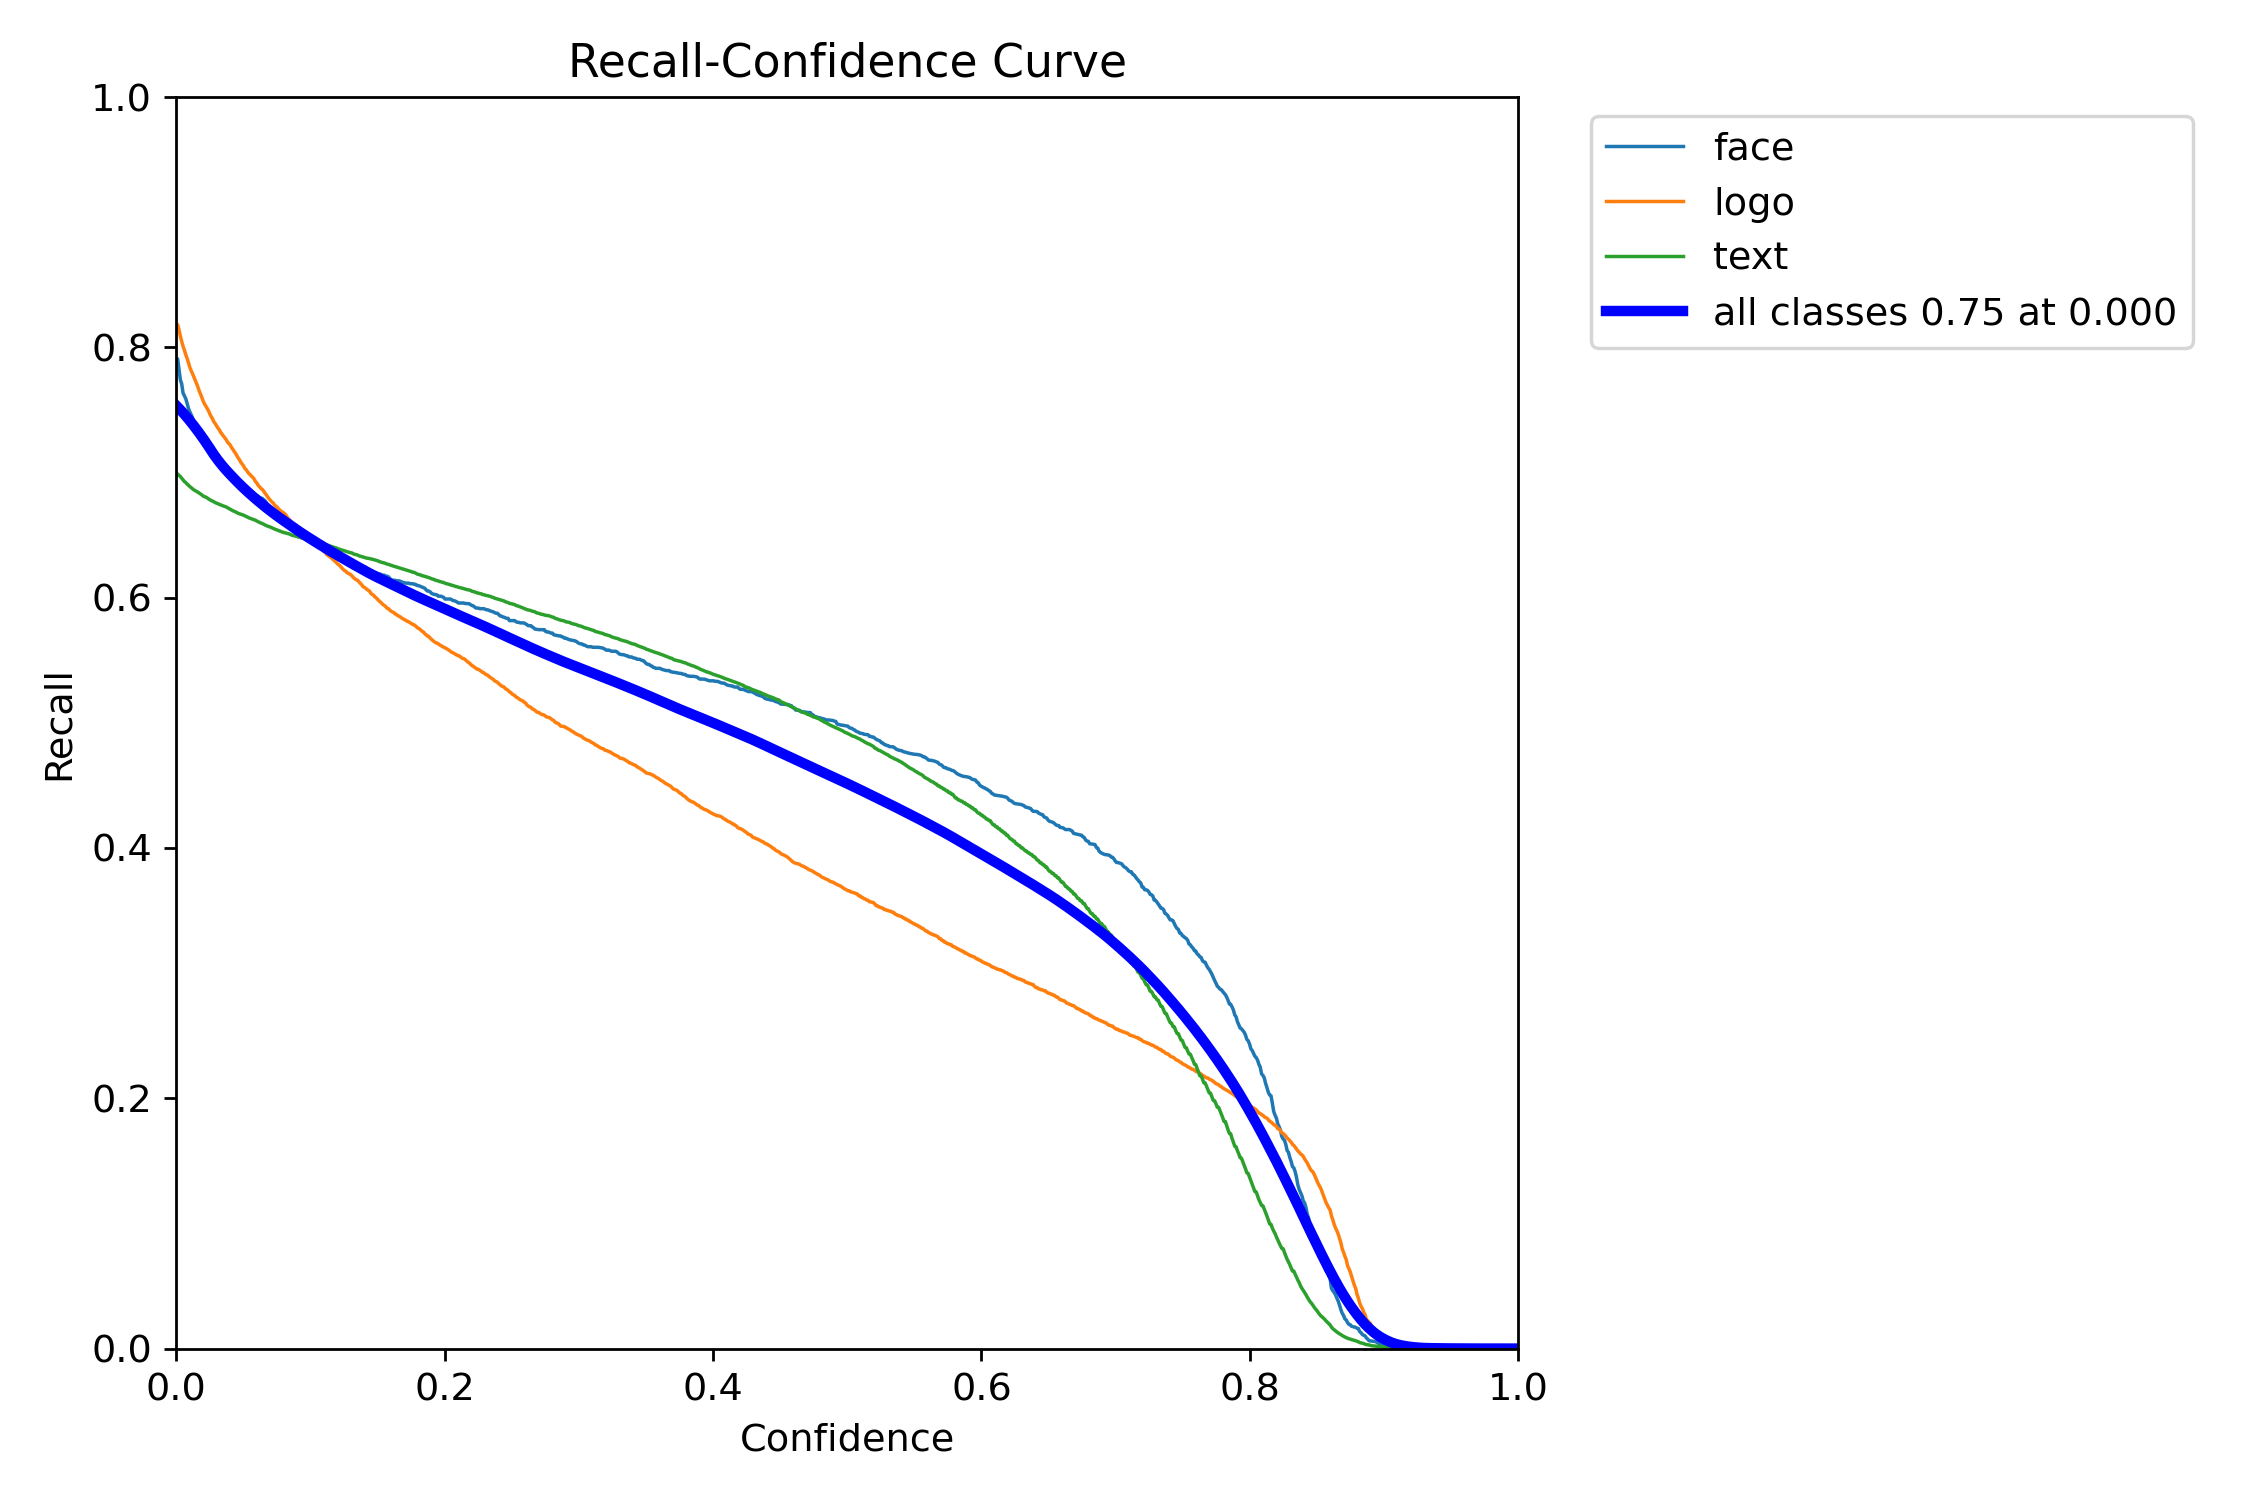 Recall-Confidence Curve
1.0
0.8
0.6
0.4
0.2
0.0
Recall
0.0 0.2 0.4 0.6 0.8 1.0
Confidence
face
logo
text
all classes 0.75 at 0.000